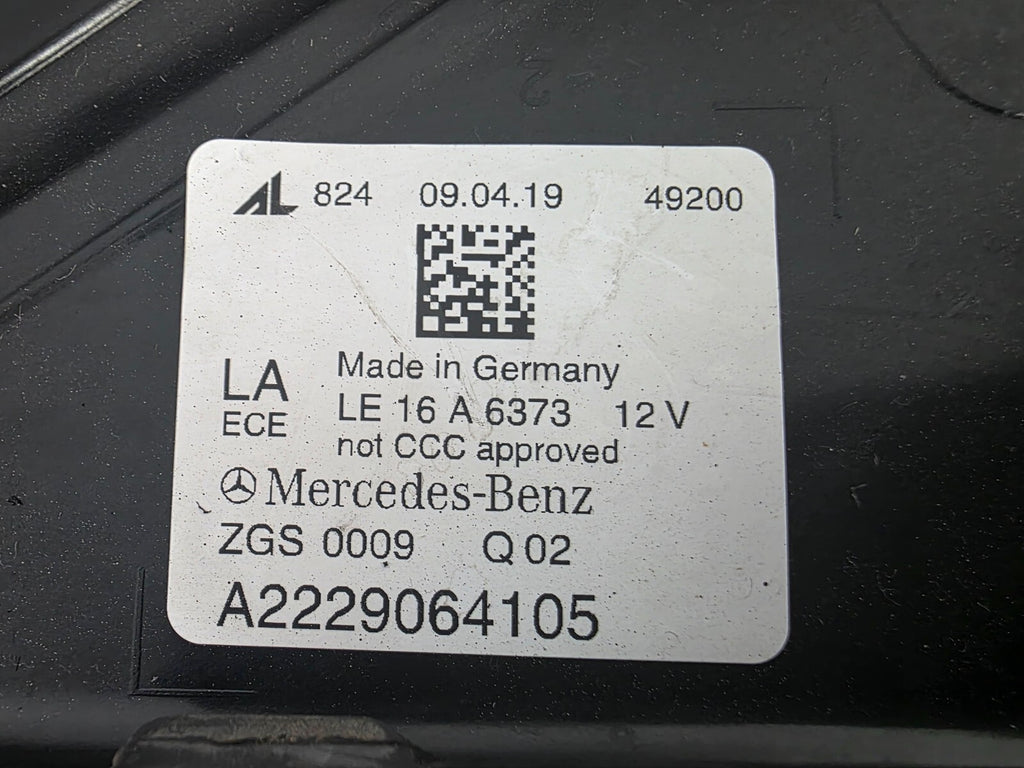 AL 824 09.04.19 49200
Made in Germany
LA LE 16 A 6373 12 V
ECE not CCC approved
Mercedes-Benz
ZGS 0009 Q 02
A2229064105